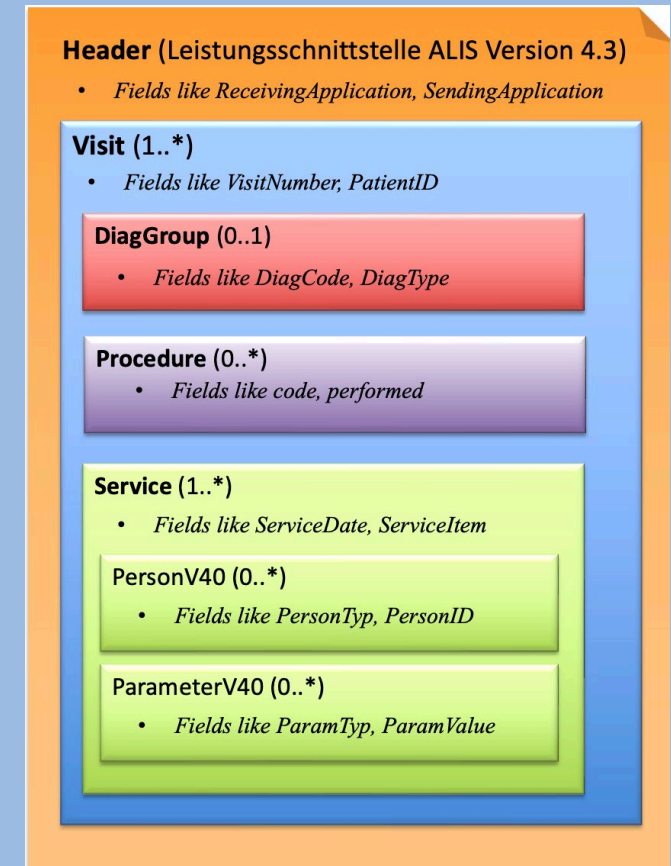 Header (Leistungsschnittstelle ALIS Version 4.3)
• Fields like ReceivingApplication, SendingApplication
Visit (1..*)
• Fields like VisitNumber, PatientID
DiagGroup (0..1)
• Fields like DiagCode, DiagType
Procedure (0..*)
• Fields like code, performed
Service (1..*)
• Fields like ServiceDate, ServiceItem
PersonV40 (0..*)
• Fields like PersonTyp, PersonID
ParameterV40 (0..*)
• Fields like ParamTyp, ParamValue